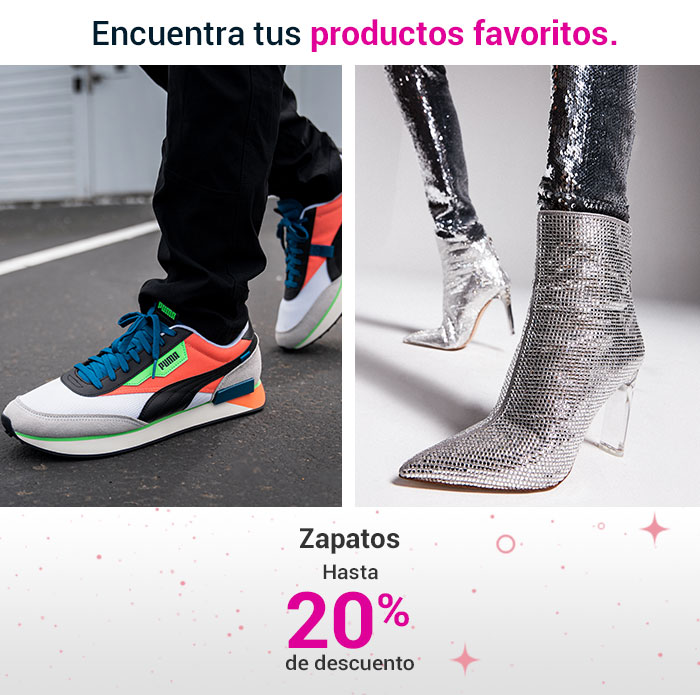 Encuentra tus productos favoritos.
PUMA
PUMA
Zapatos
Hasta
20%
de descuento